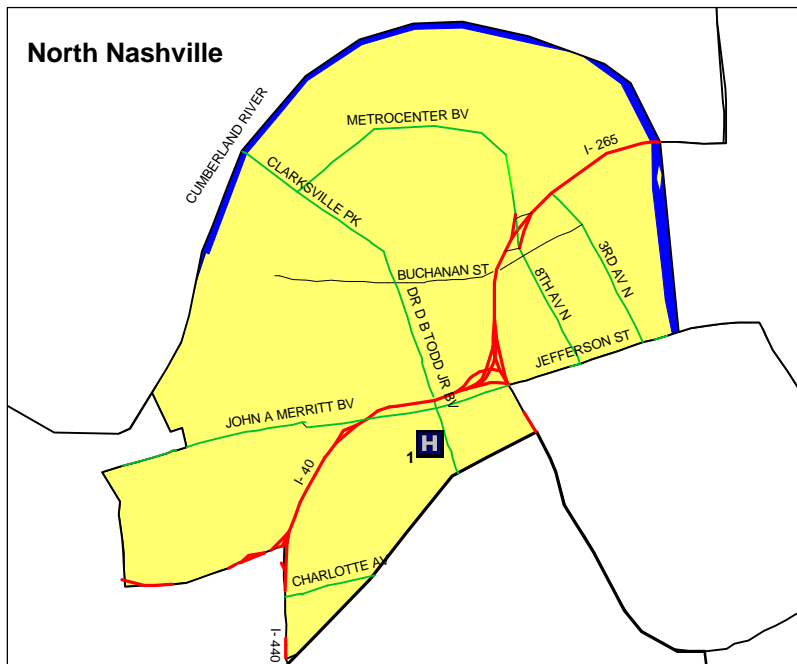 North Nashville
CUMBERLAND RIVER
METROCENTER BV
I- 265
CLARKSVILLE PK
BUCHANAN ST
3RD AV N
8TH AV N
DR D B TODD JR BV
JEFFERSON ST
JOHN A MERRITT BV
H
1
I- 40
CHARLOTTE AV
I- 440